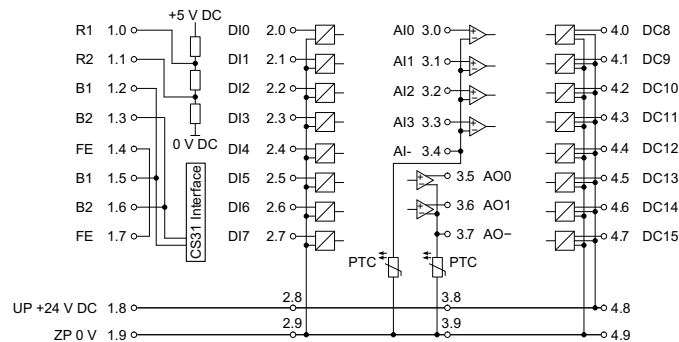 +5 V DC
R1 1.0 DI0 2.0 AI0 3.0 4.0 DC8
R2 1.1 DI1 2.1 AI1 3.1 4.1 DC9
B1 1.2 DI2 2.2 AI2 3.2 4.2 DC10
B2 1.3 DI3 2.3 AI3 3.3 4.3 DC11
0 V DC
FE 1.4 DI4 2.4 AI- 3.4 4.4 DC12
B1 1.5 DI5 2.5 3.5 AO0 4.5 DC13
B2 1.6 DI6 2.6 3.6 AO1 4.6 DC14
FE 1.7 DI7 2.7 3.7 AO– 4.7 DC15
CS31 Interface
PTC PTC
UP +24 V DC 1.8 2.8 3.8 4.8
ZP 0 V 1.9 2.9 3.9 4.9